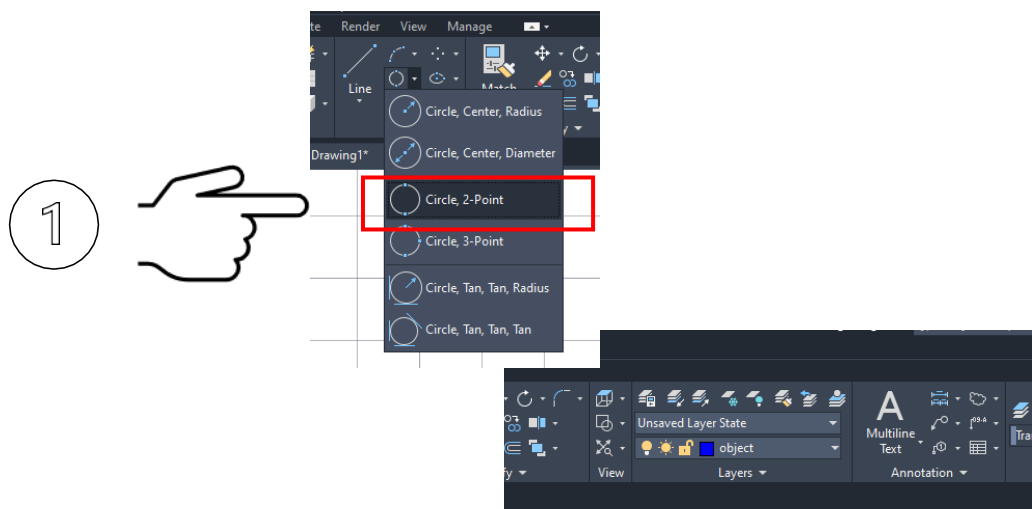 Render View Manage
Line
Match
Drawing1*
Circle, Center, Radius
Circle, Center, Diameter
Circle, 2-Point
Circle, 3-Point
Circle, Tan, Tan, Radius
Circle, Tan, Tan, Tan
1
Unsaved Layer State
object
A
Multiline
Text
View
Layers
Annotation